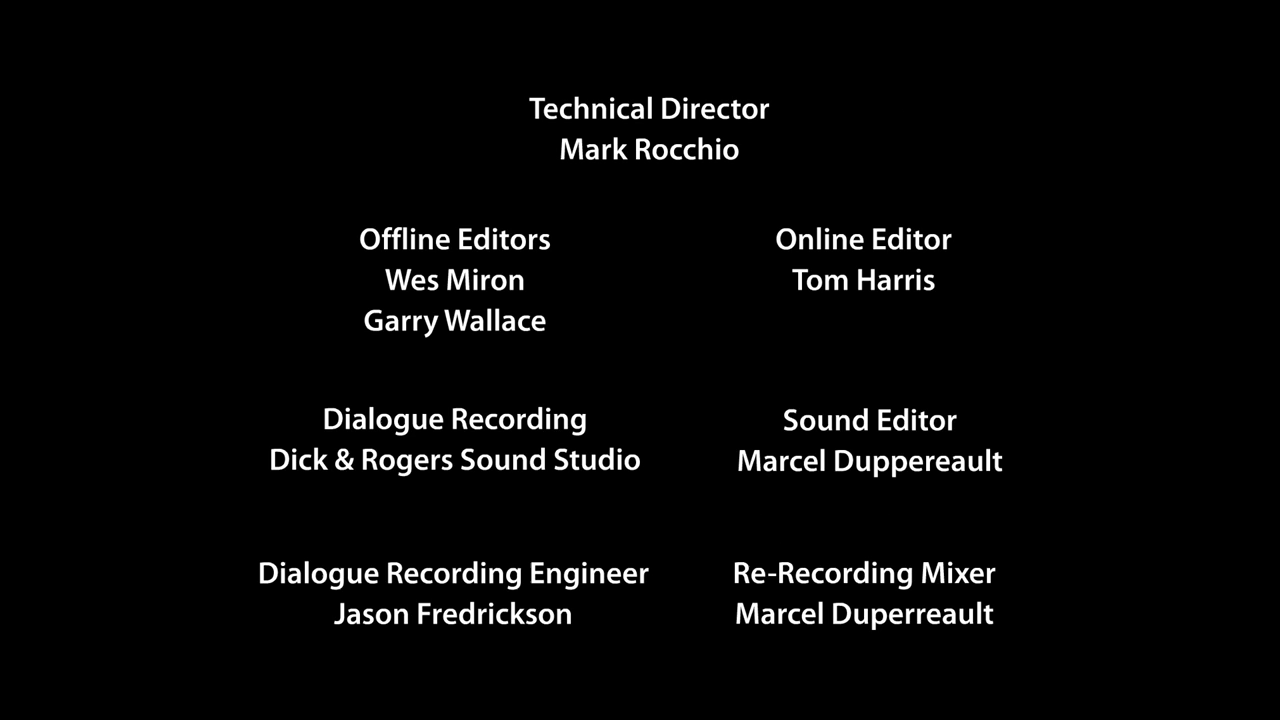 Technical Director
Mark Rocchio
Offline Editors
Wes Miron
Garry Wallace
Online Editor
Tom Harris
Dialogue Recording
Dick & Rogers Sound Studio
Sound Editor
Marcel Duppereault
Dialogue Recording Engineer
Jason Fredrickson
Re-Recording Mixer
Marcel Duperreault